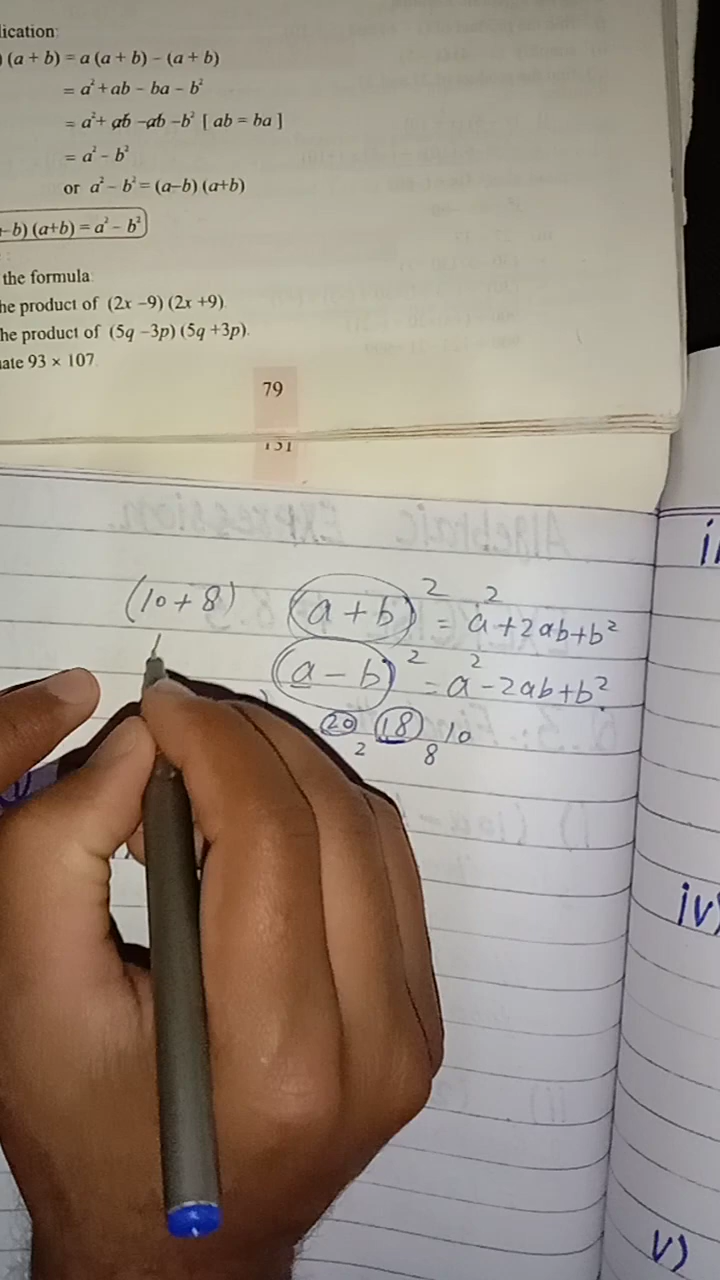 lication:
(a + b) = a (a + b) – (a + b)
= a² + ab – ba – b²
= a² + ab – ab – b² [ ab = ba ]
= a² – b²
or a² – b² = (a–b) (a+b)
–b) (a+b) = a² – b²
the formula:
he product of (2x –9) (2x +9).
he product of (5q –3p) (5q +3p).
ate 93 × 107.
79
151
(10 + 8) (a + b)² = a² + 2ab + b²
(a – b)² = a² – 2ab + b²
20 18 10
2 8
iv)
v)